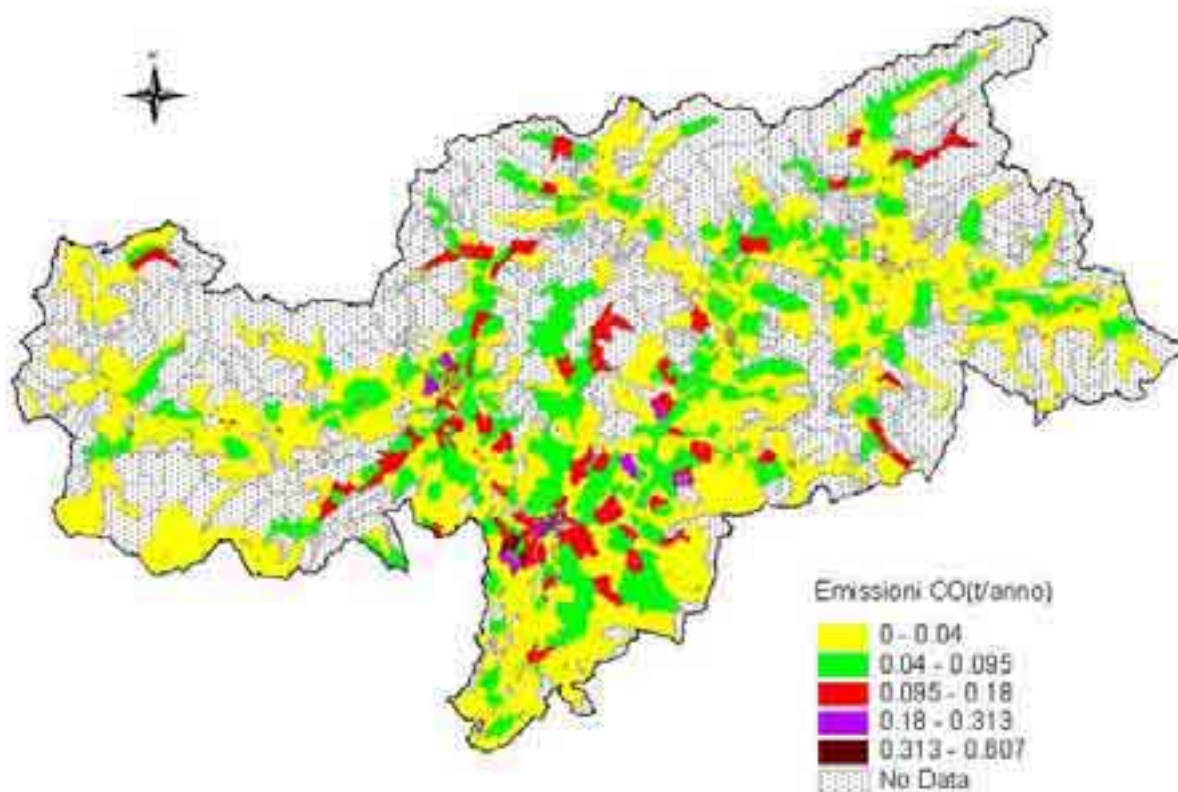 Emissioni CO(t/anno)
0 - 0.04
0.04 - 0.095
0.095 - 0.18
0.18 - 0.313
0.313 - 0.607
No Data